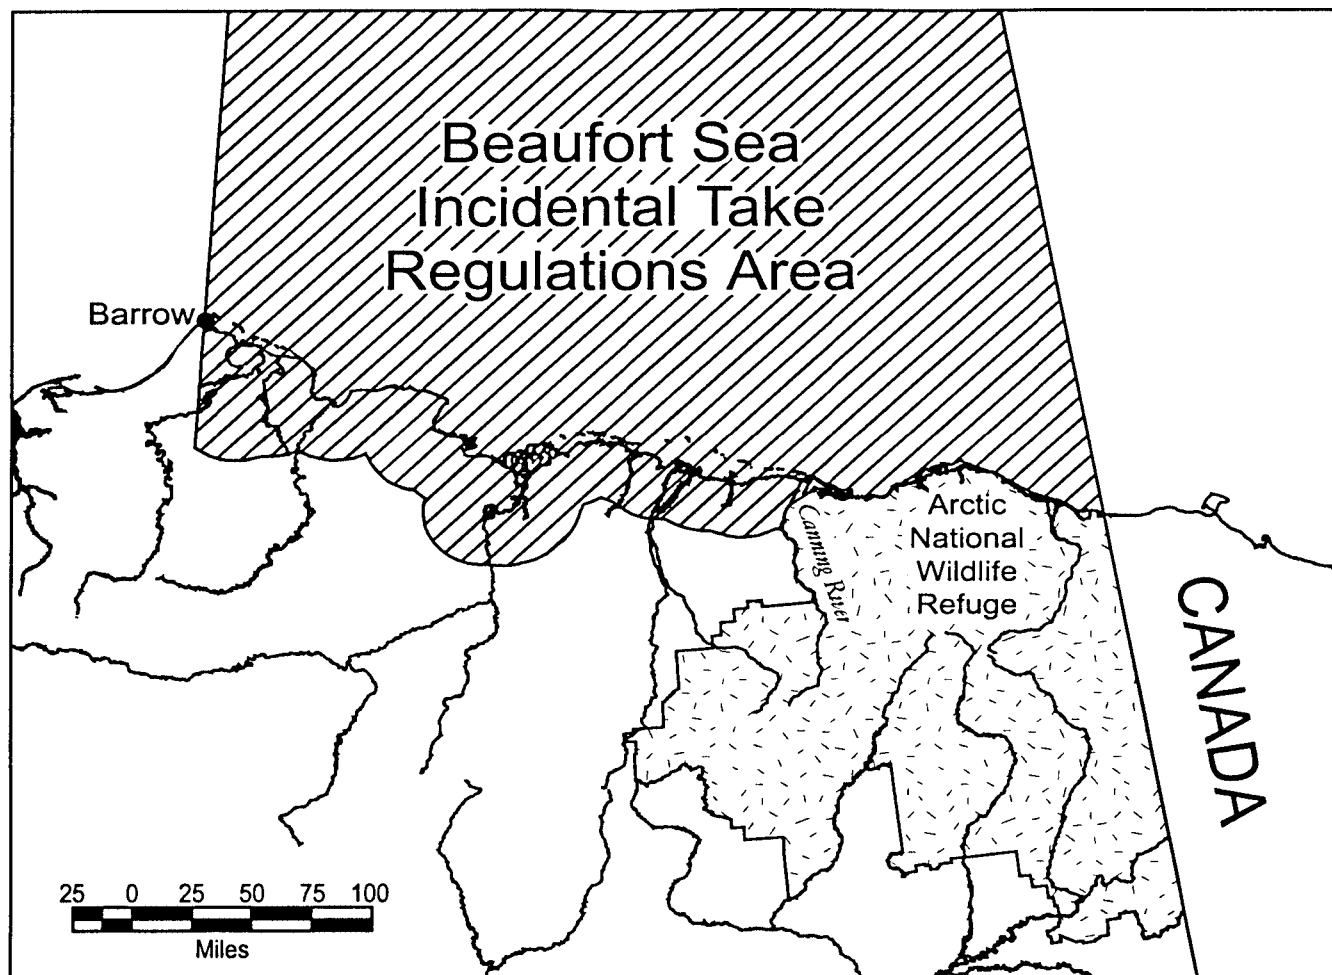 Beaufort Sea
Incidental Take
Regulations Area
Barrow
Arctic
National
Wildlife
Refuge
Canning River
CANADA
25 0 25 50 75 100
Miles